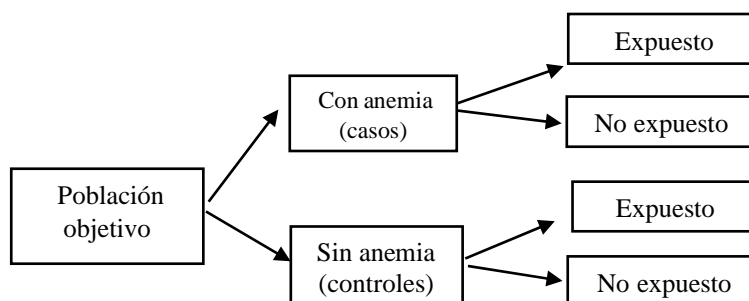 Expuesto
Con anemia
(casos)
No expuesto
Población
objetivo
Expuesto
Sin anemia
(controles)
No expuesto